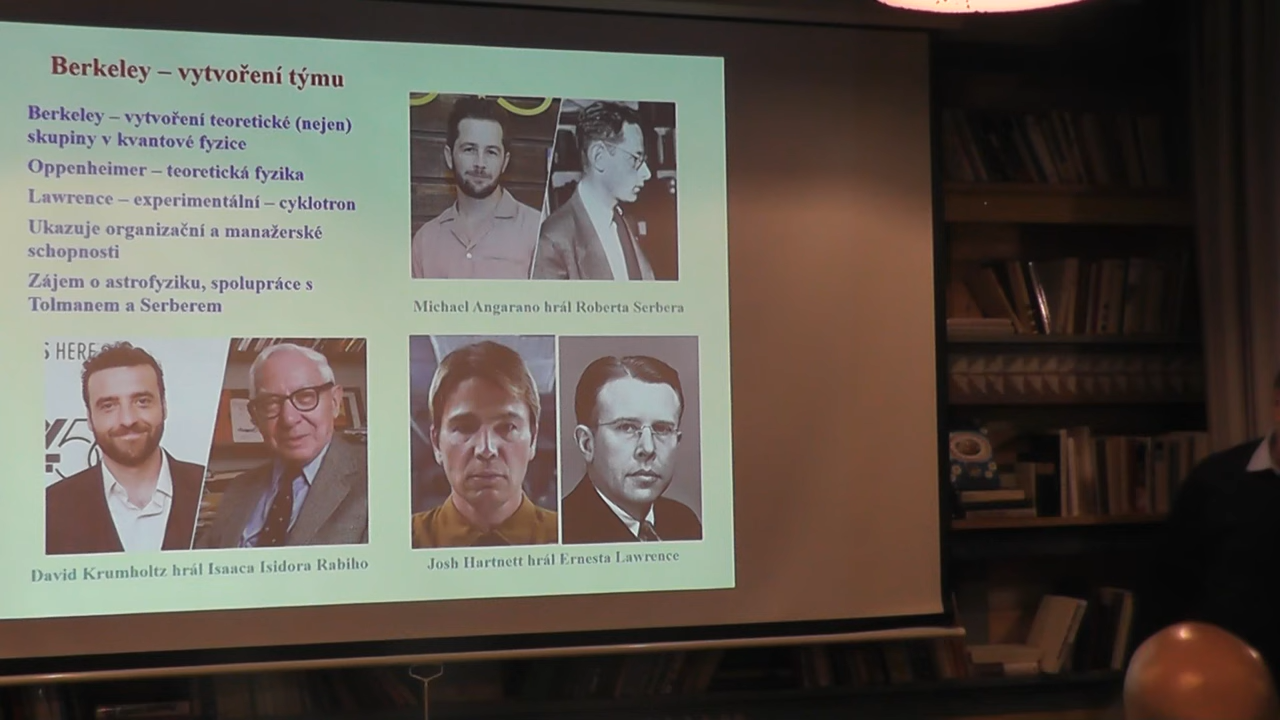 Berkeley – vytvoření týmu
Berkeley – vytvoření teoretické (nejen)
skupiny v kvantové fyzice
Oppenheimer – teoretická fyzika
Lawrence – experimentální – cyklotron
Ukazuje organizační a manažerské
schopnosti
Zájem o astrofyziku, spolupráce s
Tolmanem a Serberem
Michael Angarano hrál Roberta Serbera
S HERE
David Krumholtz hrál Isaaca Isidora Rabiho
Josh Hartnett hrál Ernesta Lawrence